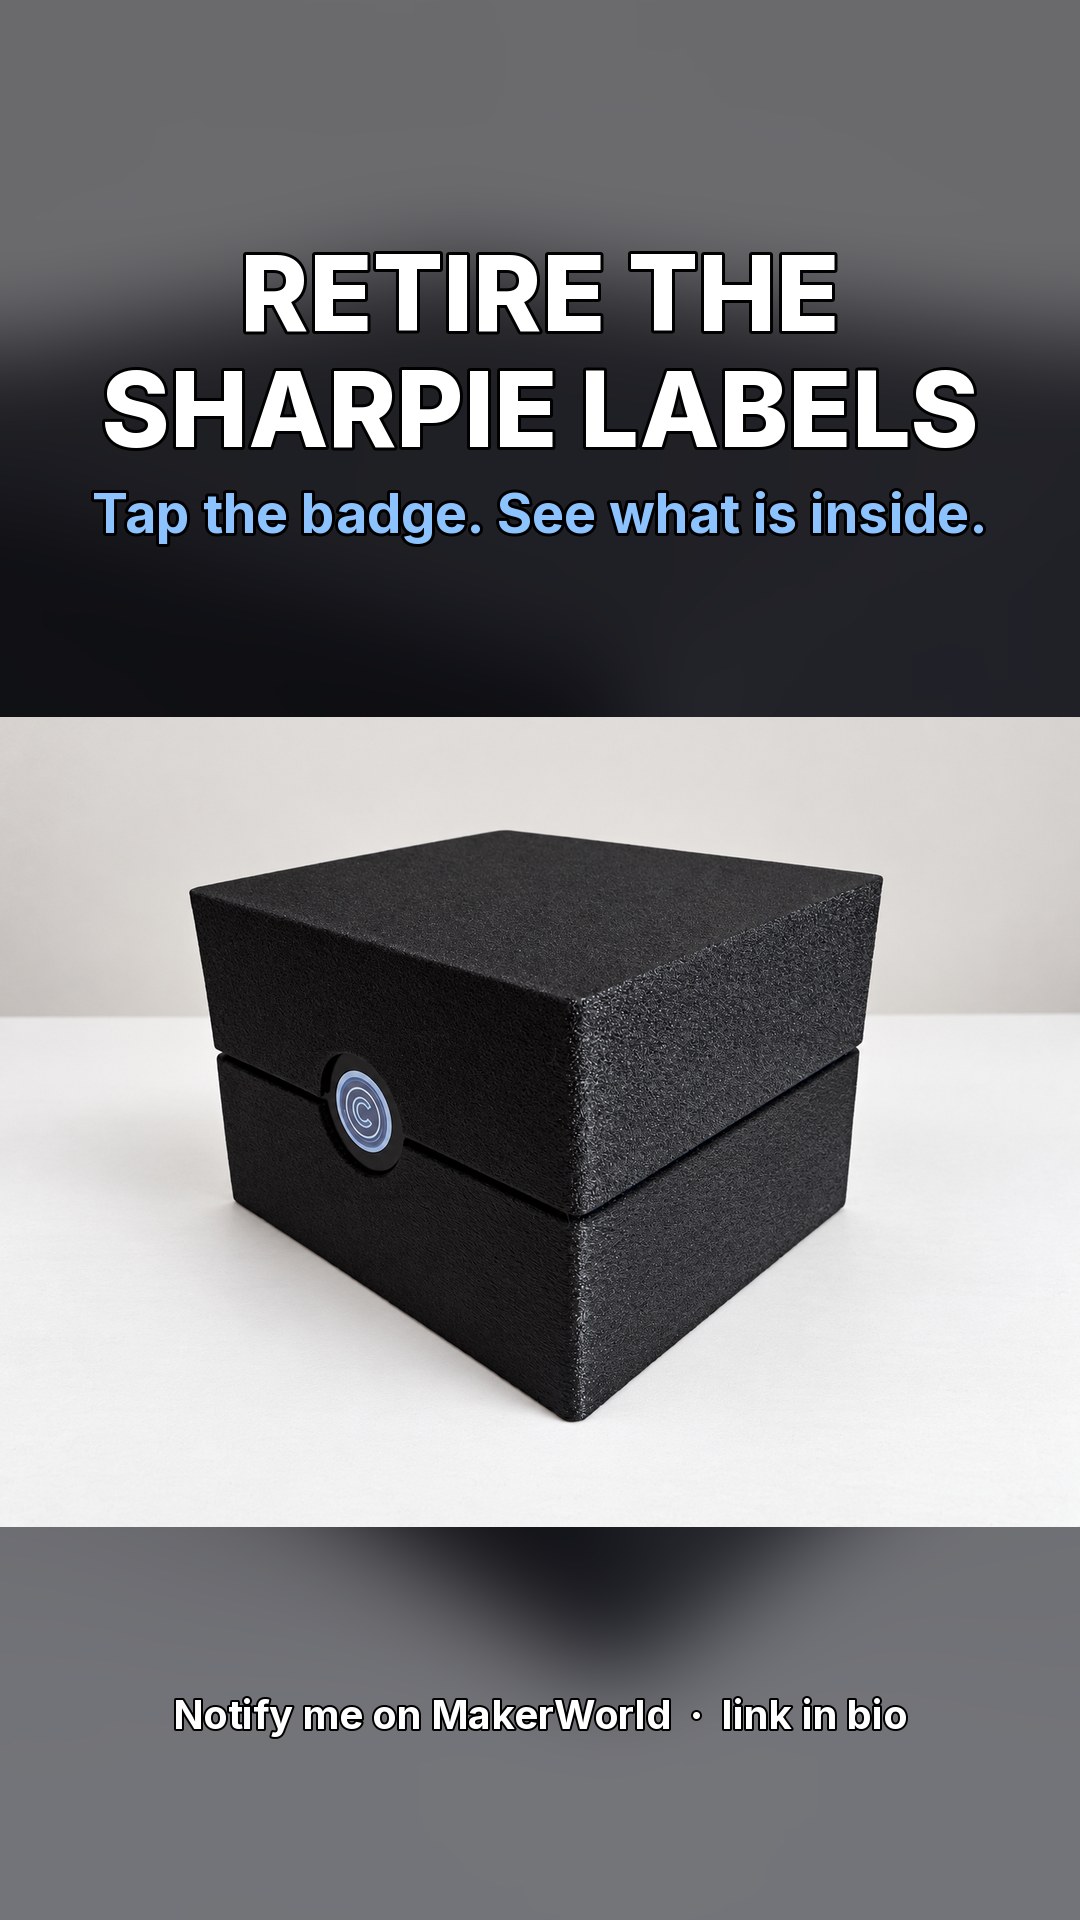 RETIRE THE
SHARPIE LABELS
Tap the badge. See what is inside.
C
Notify me on MakerWorld · link in bio